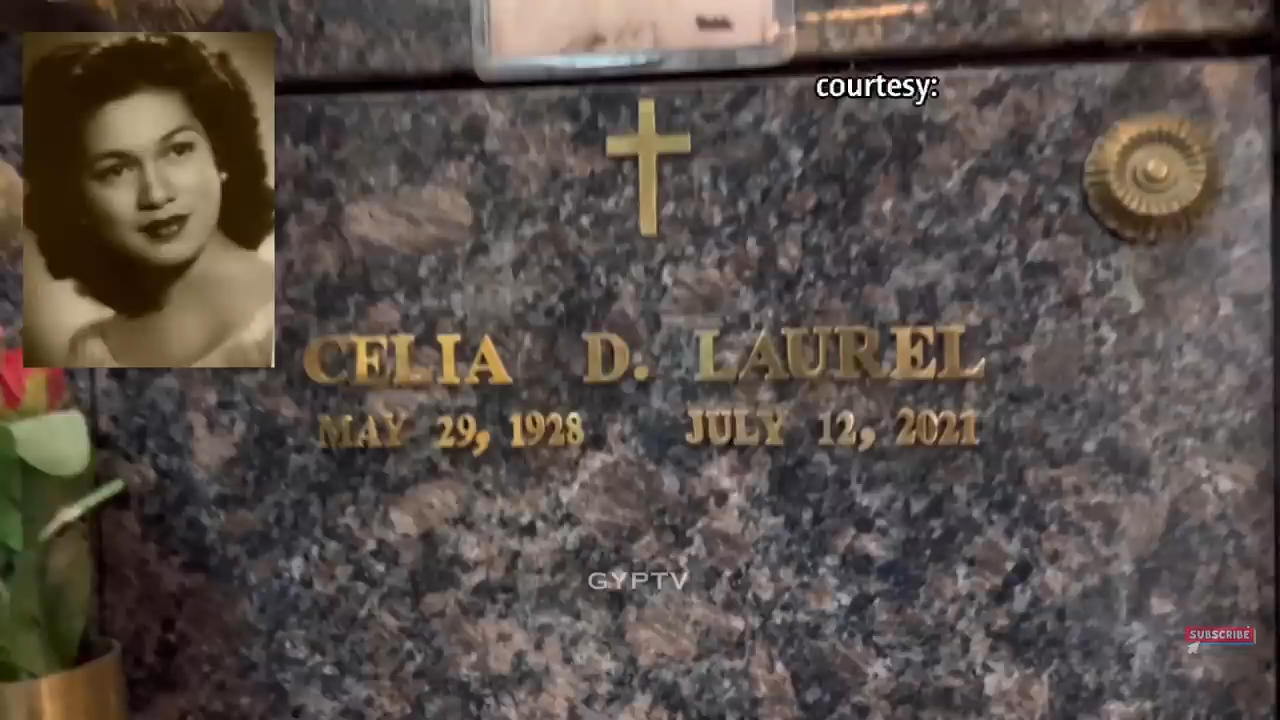 courtesy:
CELIA D. LAUREL
MAY 29, 1928 JULY 12, 2021
GYPTV
SUBSCRIBE